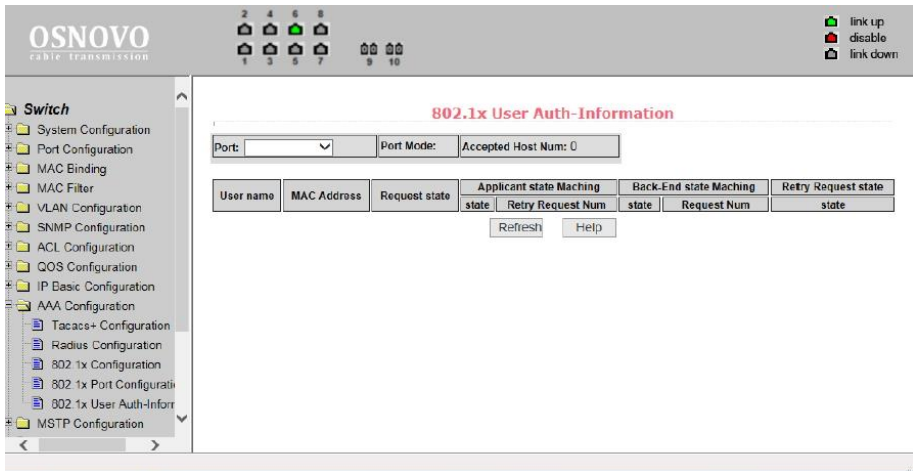 OSNOVO
cable transmission
2 4 6 8
1 3 5 7 9 10
link up
disable
link down
Switch
System Configuration
Port Configuration
MAC Binding
MAC Filter
VLAN Configuration
SNMP Configuration
ACL Configuration
QOS Configuration
IP Basic Configuration
AAA Configuration
Tacacs+ Configuration
Radius Configuration
802.1x Configuration
802.1x Port Configurati
802.1x User Auth-Inforr
MSTP Configuration
802.1x User Auth-Information
Port: Port Mode: Accepted Host Num: 0
User name MAC Address Request state Applicant state Maching Back-End state Maching Retry Request state
state Retry Request Num state Request Num state
Refresh Help